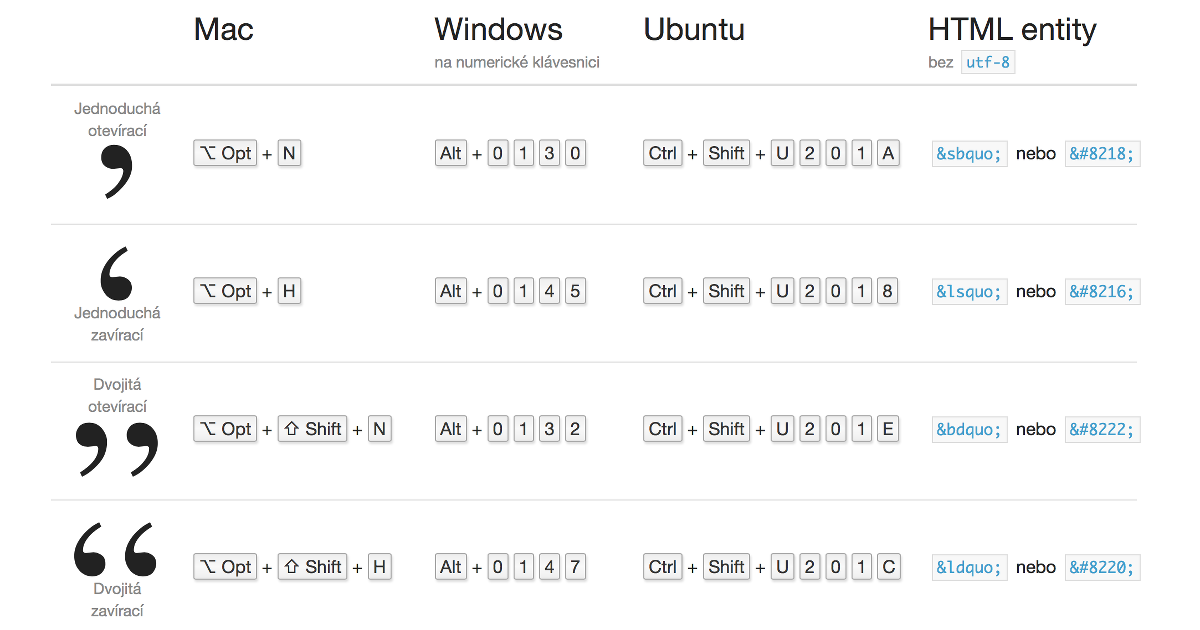 Mac Windows Ubuntu HTML entity
na numerické klávesnici bez utf-8
Jednoduchá
otevírací
‚ ⌥ Opt + N Alt + 0 1 3 0 Ctrl + Shift + U 2 0 1 A &sbquo; nebo &#8218;
‘ ⌥ Opt + H Alt + 0 1 4 5 Ctrl + Shift + U 2 0 1 8 &lsquo; nebo &#8216;
Jednoduchá
zavírací
Dvojitá
otevírací
„ ⌥ Opt + ⇧ Shift + N Alt + 0 1 3 2 Ctrl + Shift + U 2 0 1 E &bdquo; nebo &#8222;
“ ⌥ Opt + ⇧ Shift + H Alt + 0 1 4 7 Ctrl + Shift + U 2 0 1 C &ldquo; nebo &#8220;
Dvojitá
zavírací